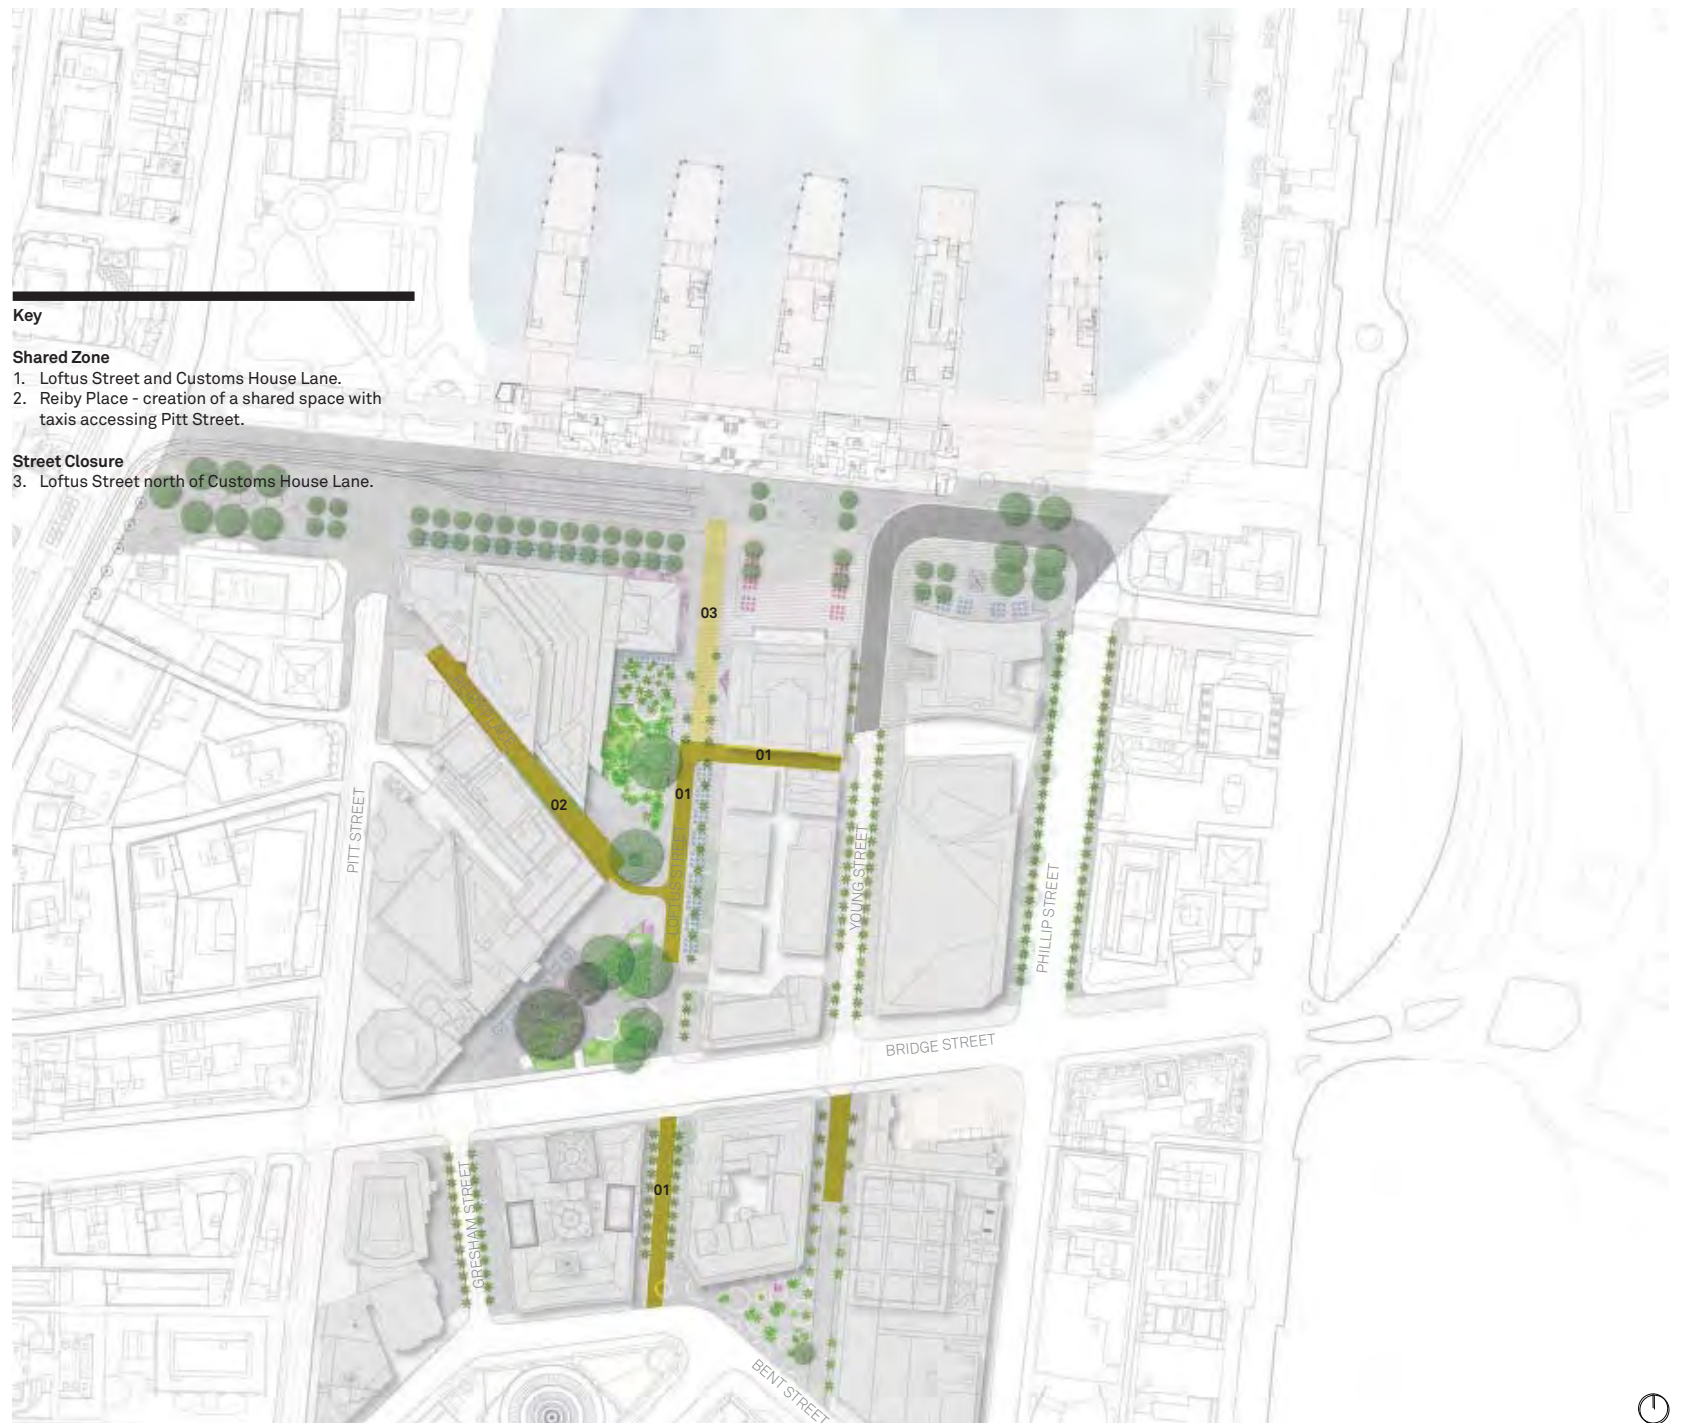 Key
Shared Zone
1. Loftus Street and Customs House Lane.
2. Reiby Place - creation of a shared space with
taxis accessing Pitt Street.
Street Closure
3. Loftus Street north of Customs House Lane.
03
01
01
02
PITT STREET
LOFTUS STREET
YOUNG STREET
PHILLIP STREET
BRIDGE STREET
01
GRESHAM STREET
BENT STREET